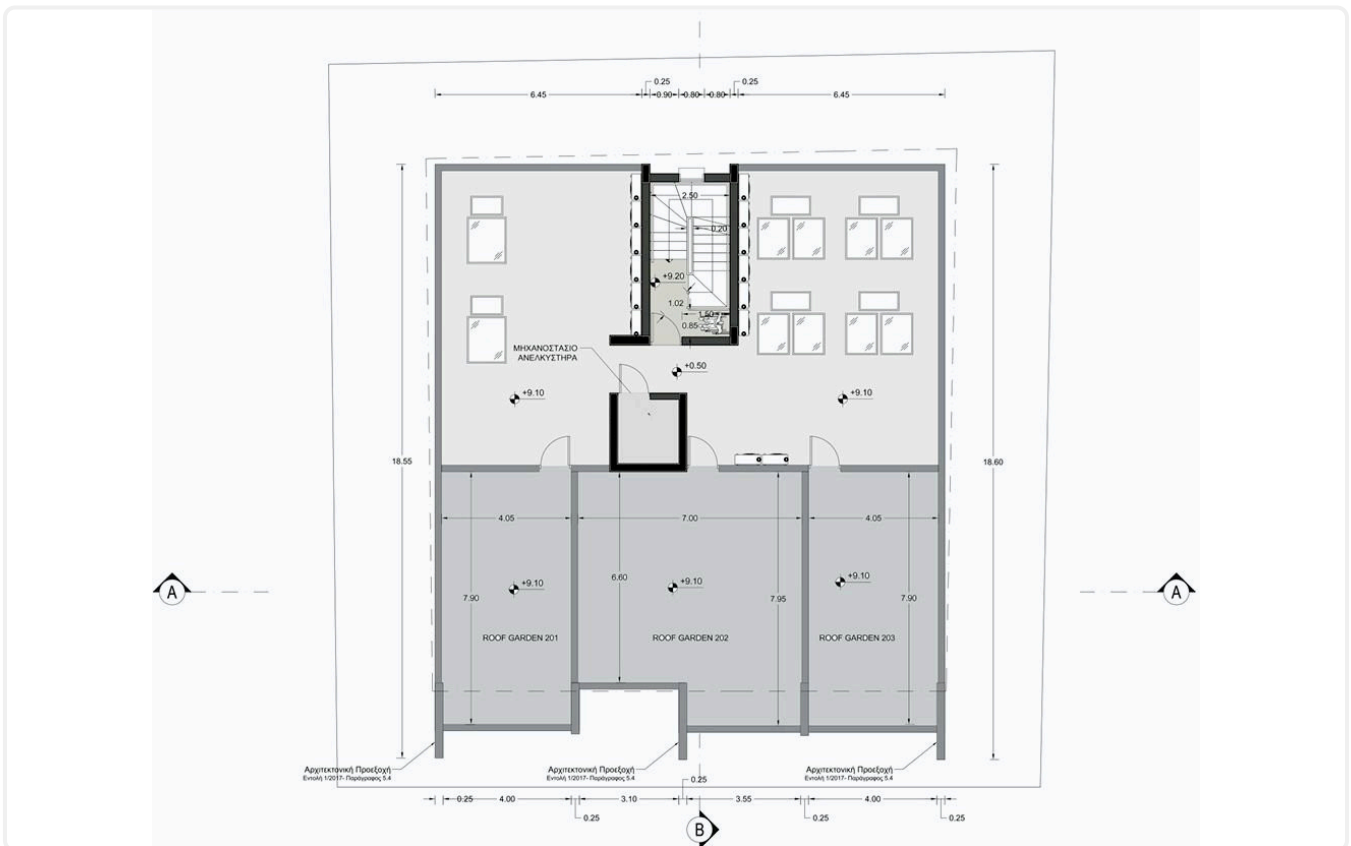 0.25
0.25
6.45
0.90
0.80
0.80
6.45
2.50
0.20
+9.20
1.02
1.50
0.85
ΜΗΧΑΝΟΣΤΑΣΙΟ
ΑΝΕΛΚΥΣΤΗΡΑ
+0.50
+9.10
+9.10
18.55
18.60
4.05
7.00
4.05
A
7.90
+9.10
6.60
+9.10
7.95
+9.10
7.90
A
ROOF GARDEN 201
ROOF GARDEN 202
ROOF GARDEN 203
Αρχιτεκτονική Προεξοχή
Εντολή 1/2017- Παράγραφος 5.4
Αρχιτεκτονική Προεξοχή
Εντολή 1/2017- Παράγραφος 5.4
Αρχιτεκτονική Προεξοχή
Εντολή 1/2017- Παράγραφος 5.4
0.25
0.25
4.00
3.10
3.55
4.00
0.25
0.25
0.25
B